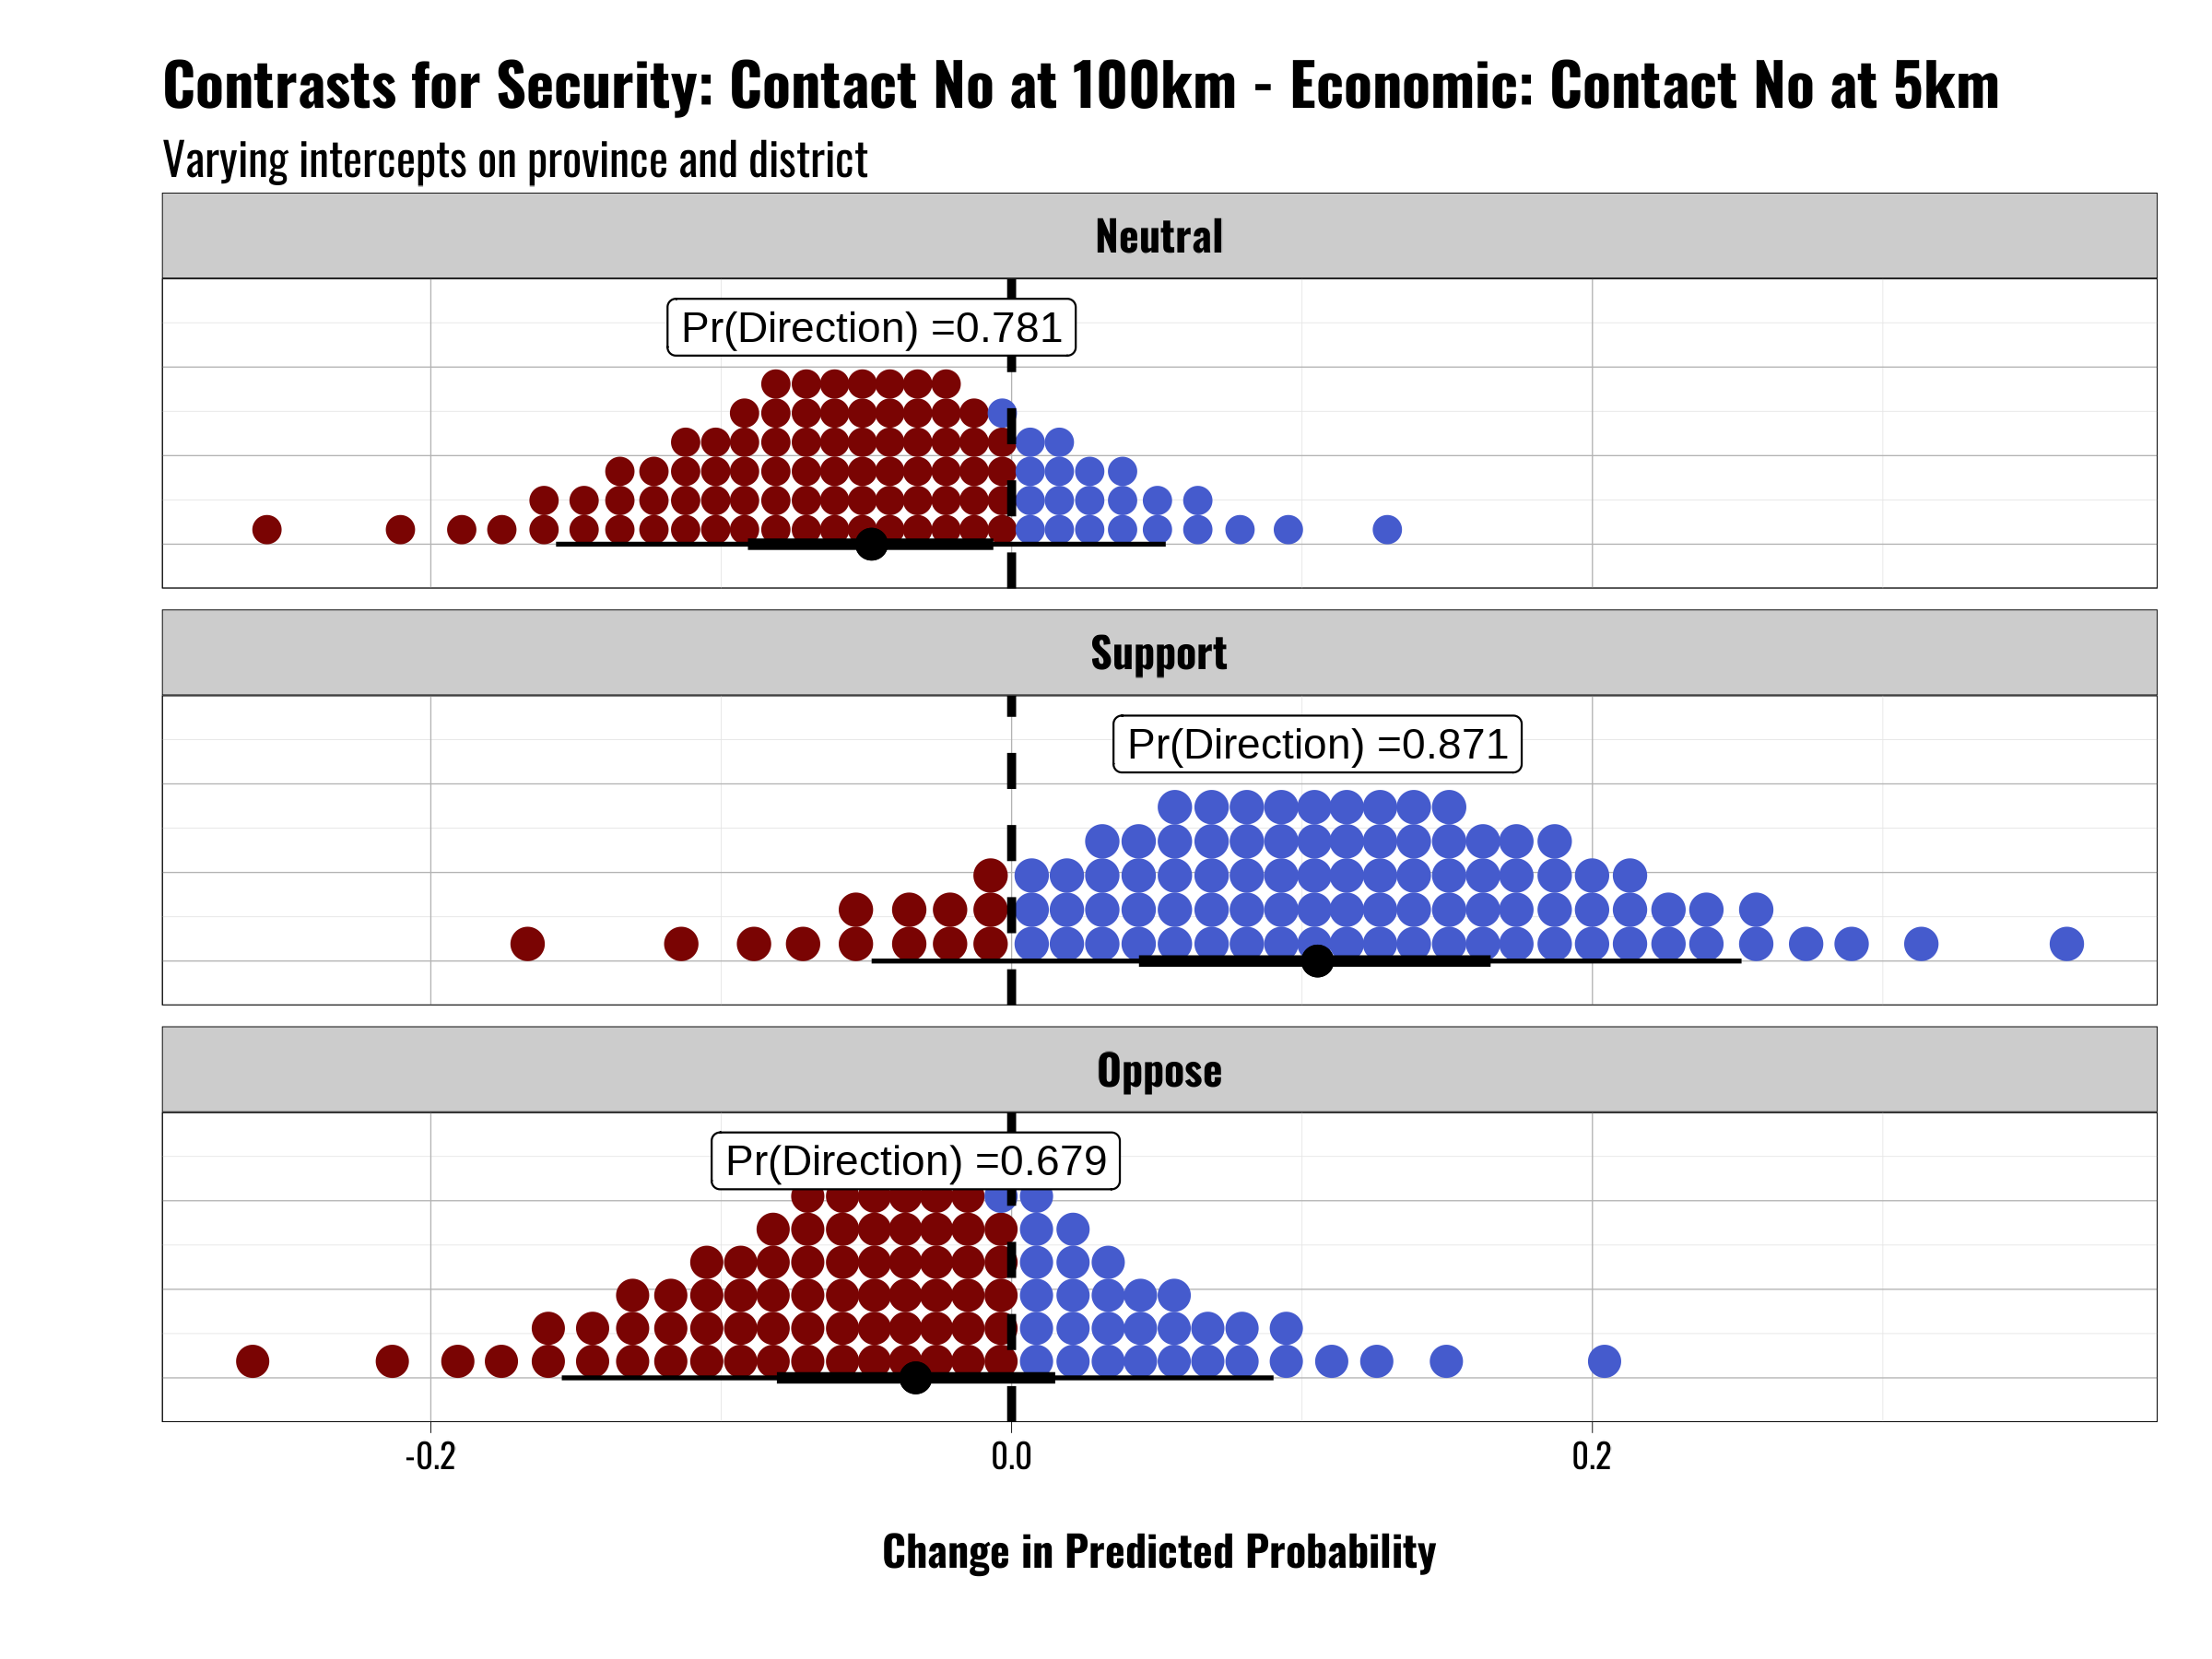 Contrasts for Security: Contact No at 100km - Economic: Contact No at 5km
Varying intercepts on province and district
Neutral
Pr(Direction) =0.781
Support
Pr(Direction) =0.871
Oppose
Pr(Direction) =0.679
-0.2 0.0 0.2
Change in Predicted Probability